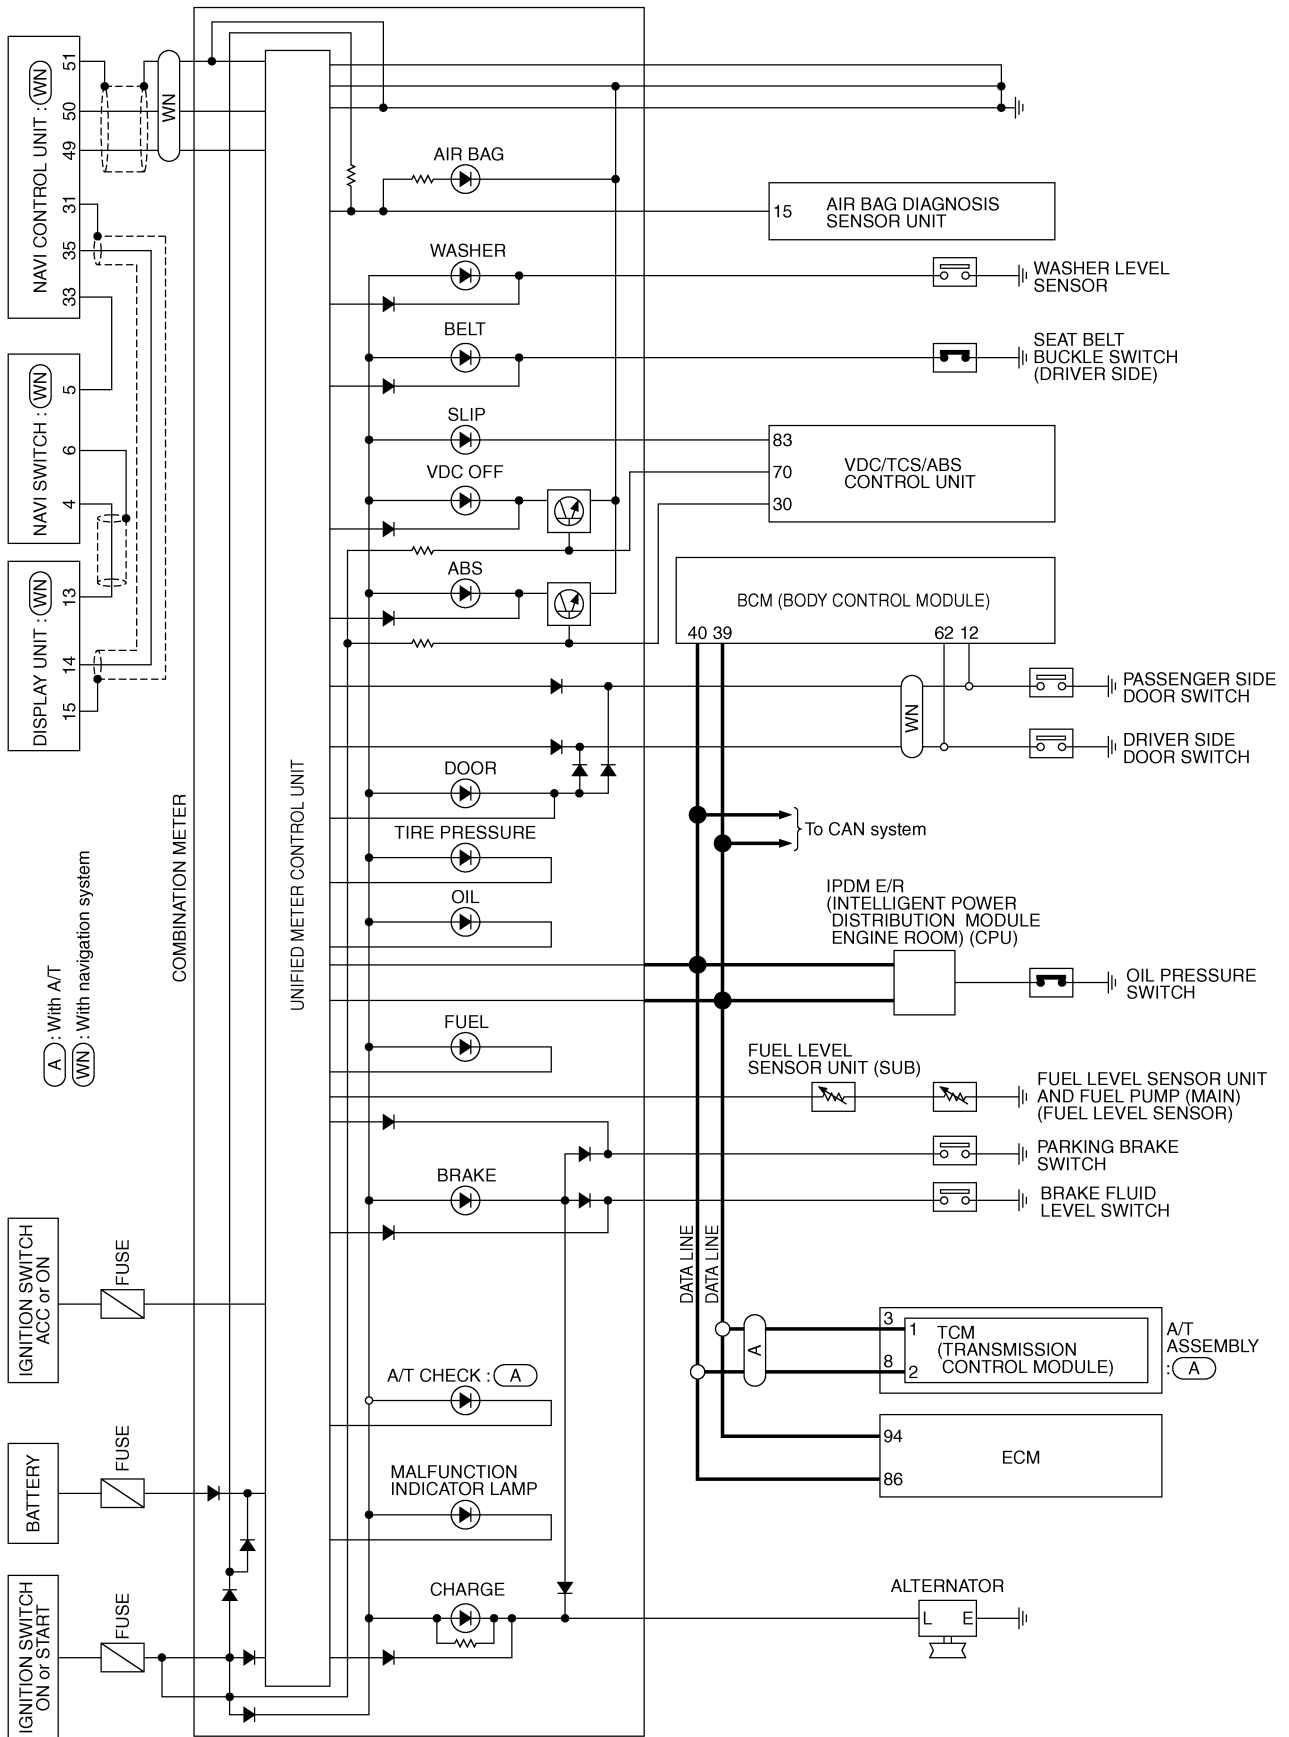 NAVI CONTROL UNIT : WN
51
50
49
31
35
33
NAVI SWITCH : WN
5
6
4
DISPLAY UNIT : WN
13
14
15
WN
COMBINATION METER
UNIFIED METER CONTROL UNIT
A : With A/T
WN : With navigation system
IGNITION SWITCH
ACC or ON
FUSE
BATTERY
FUSE
IGNITION SWITCH
ON or START
FUSE
AIR BAG
WASHER
BELT
SLIP
VDC OFF
ABS
DOOR
TIRE PRESSURE
OIL
FUEL
BRAKE
A/T CHECK : A
MALFUNCTION
INDICATOR LAMP
CHARGE
15
AIR BAG DIAGNOSIS
SENSOR UNIT
WASHER LEVEL
SENSOR
SEAT BELT
BUCKLE SWITCH
(DRIVER SIDE)
83
70
30
VDC/TCS/ABS
CONTROL UNIT
BCM (BODY CONTROL MODULE)
40 39
62 12
WN
PASSENGER SIDE
DOOR SWITCH
DRIVER SIDE
DOOR SWITCH
To CAN system
IPDM E/R
(INTELLIGENT POWER
DISTRIBUTION MODULE
ENGINE ROOM) (CPU)
OIL PRESSURE
SWITCH
FUEL LEVEL
SENSOR UNIT (SUB)
FUEL LEVEL SENSOR UNIT
AND FUEL PUMP (MAIN)
(FUEL LEVEL SENSOR)
PARKING BRAKE
SWITCH
BRAKE FLUID
LEVEL SWITCH
DATA LINE
DATA LINE
A
3
1
8
2
TCM
(TRANSMISSION
CONTROL MODULE)
A/T
ASSEMBLY
: A
94
86
ECM
ALTERNATOR
L E